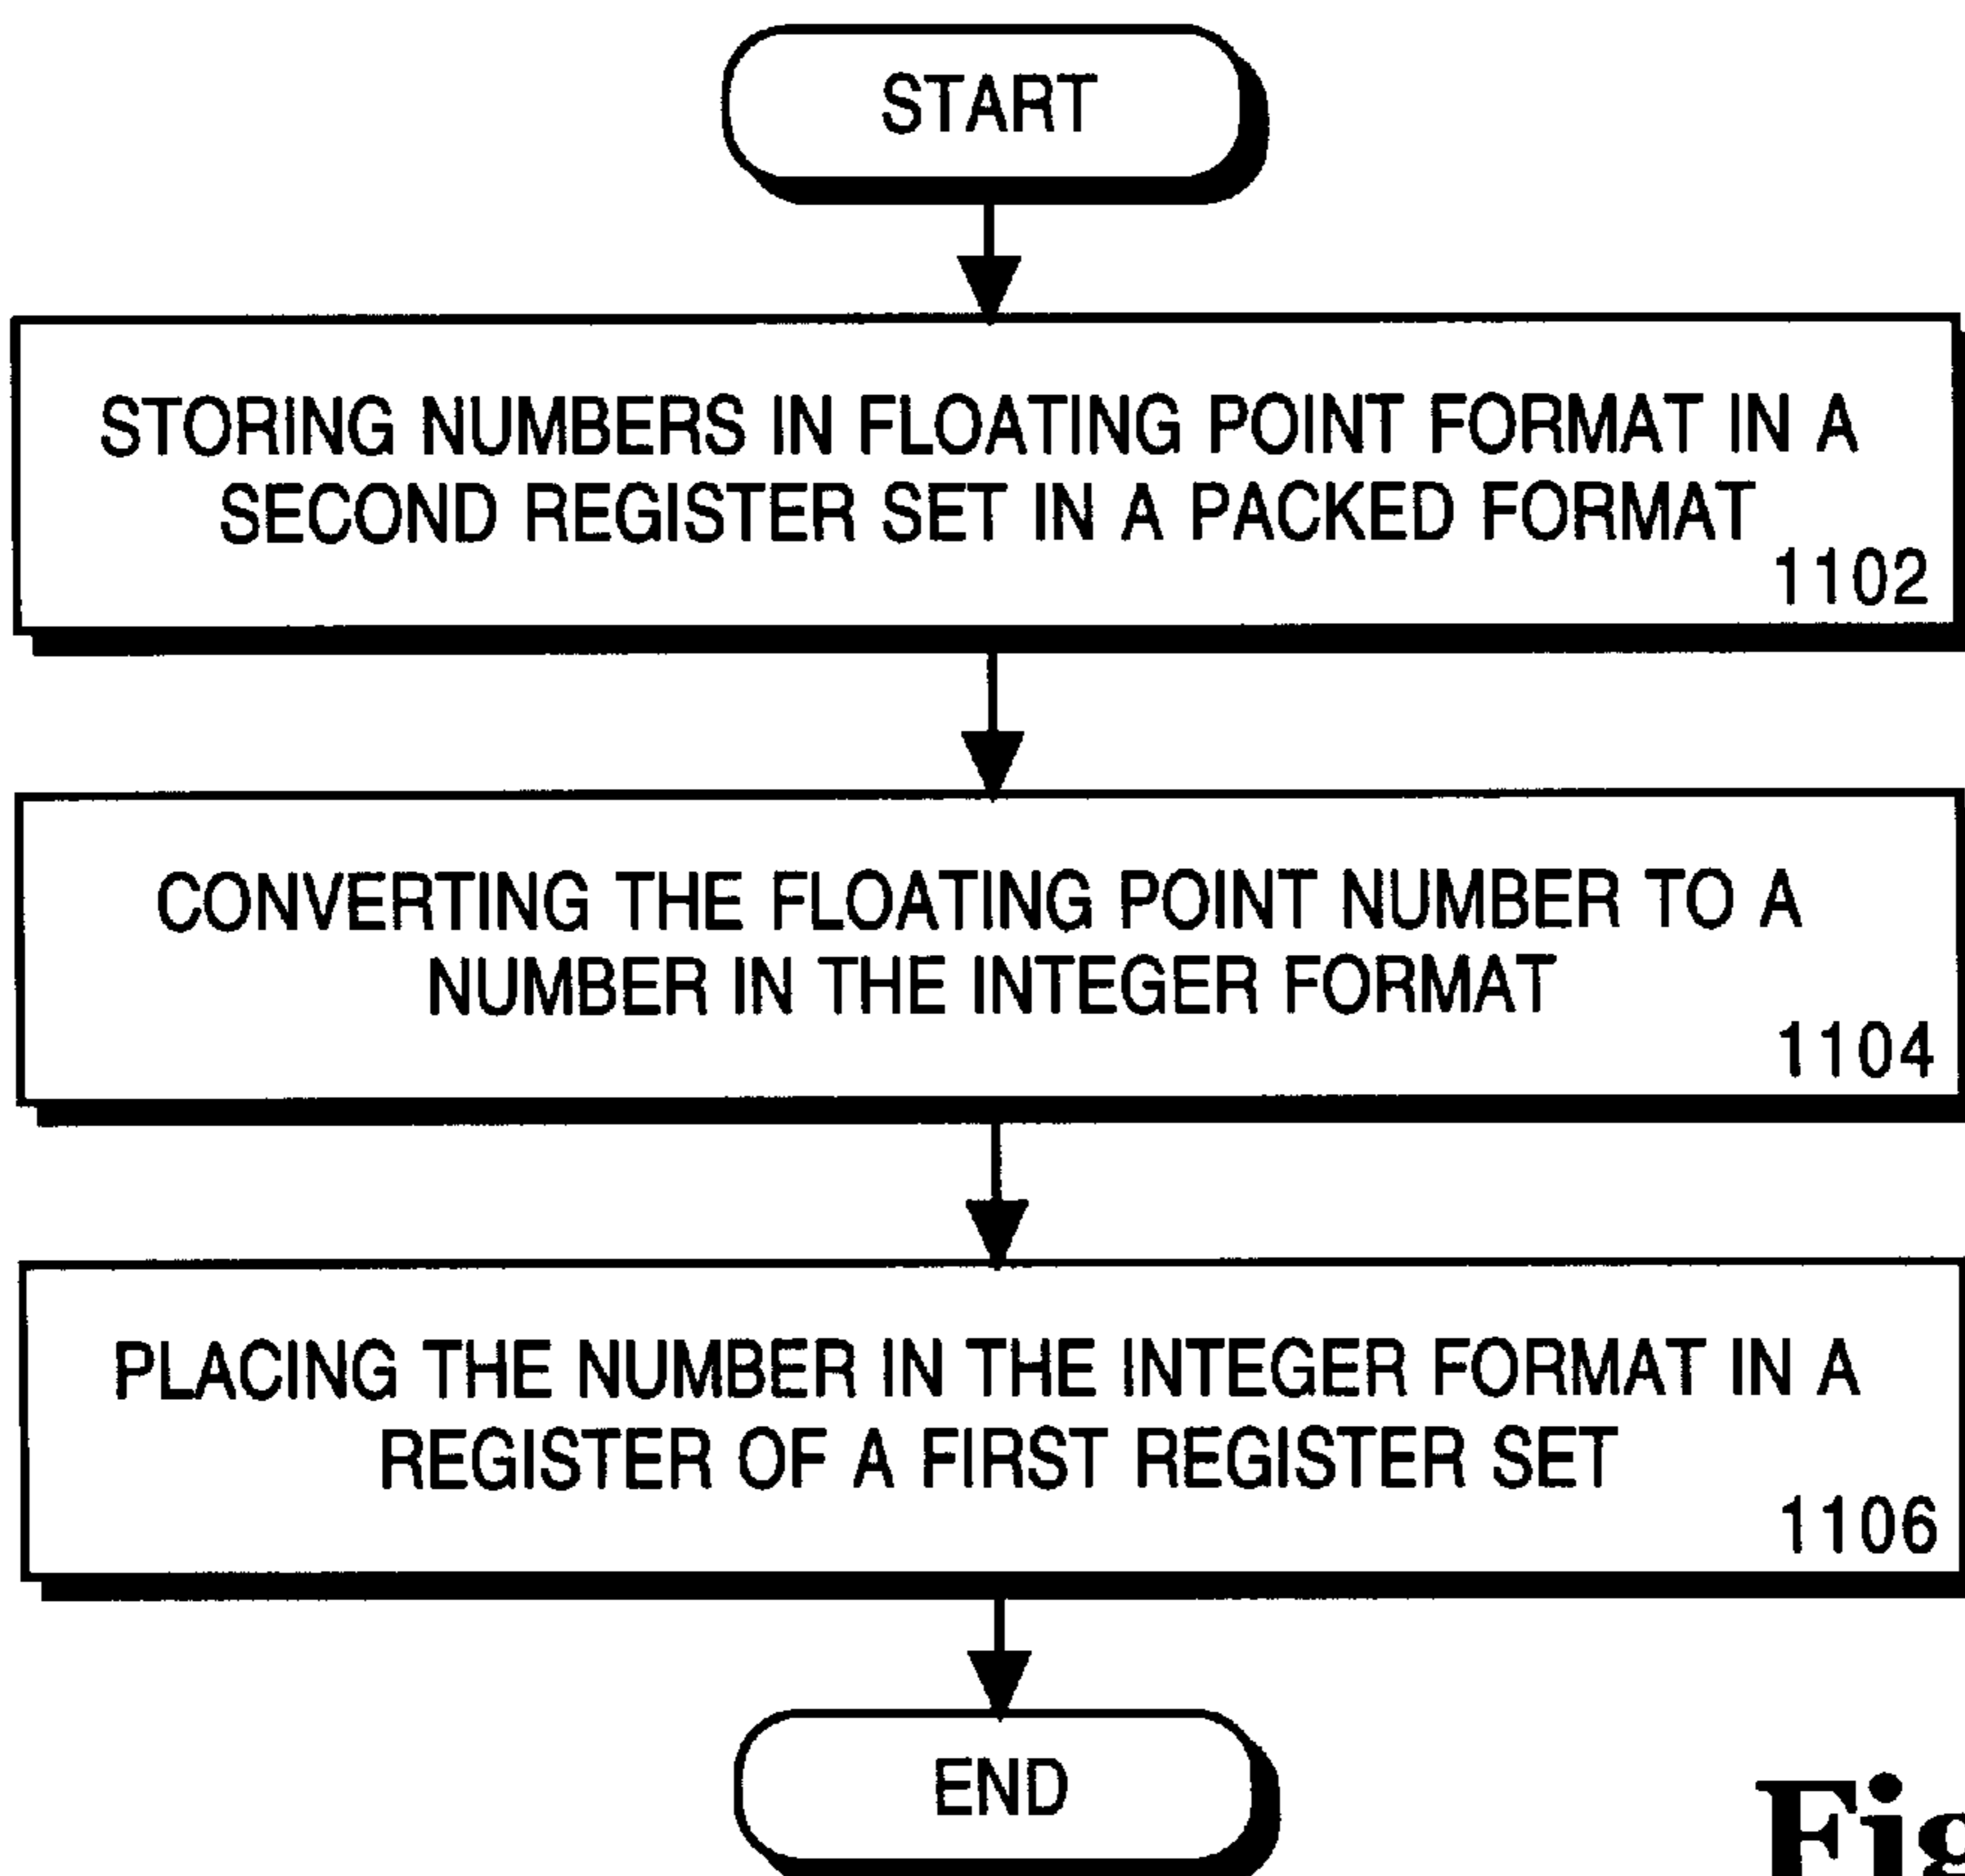 START
STORING NUMBERS IN FLOATING POINT FORMAT IN A
SECOND REGISTER SET IN A PACKED FORMAT
1102
CONVERTING THE FLOATING POINT NUMBER TO A
NUMBER IN THE INTEGER FORMAT
1104
PLACING THE NUMBER IN THE INTEGER FORMAT IN A
REGISTER OF A FIRST REGISTER SET
1106
END